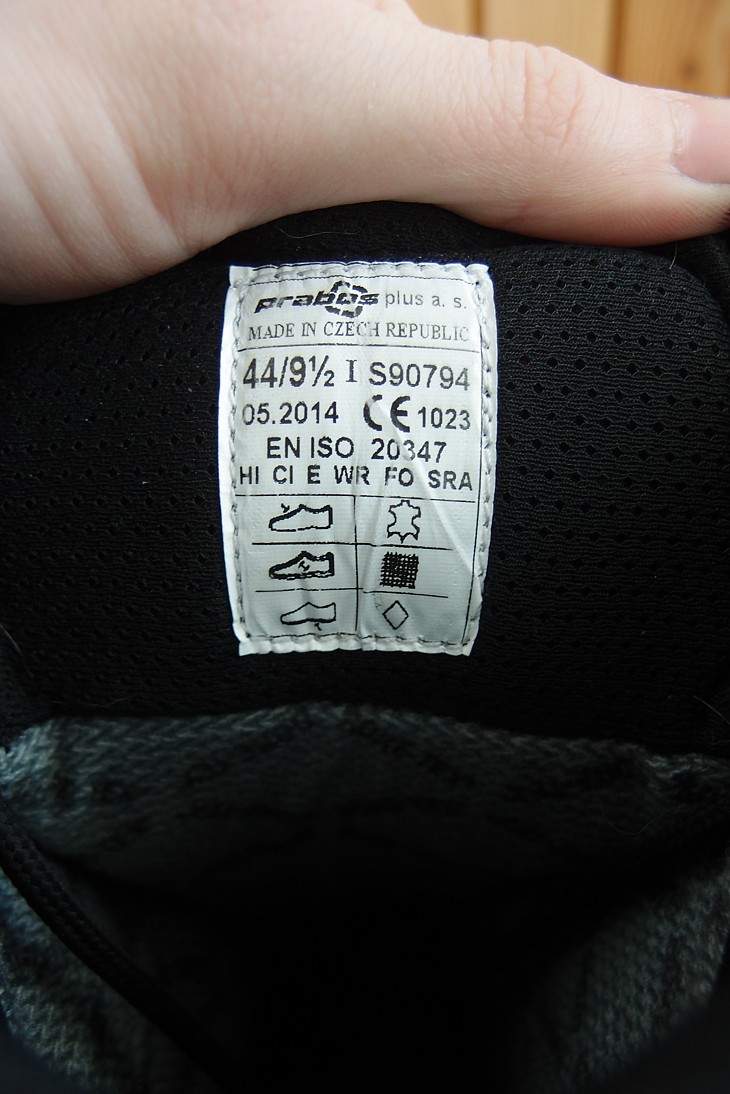 prabos plus a. s.
MADE IN CZECH REPUBLIC
44/9½ I S90794
05.2014 CE 1023
EN ISO 20347
HI CI E WR FO SRA